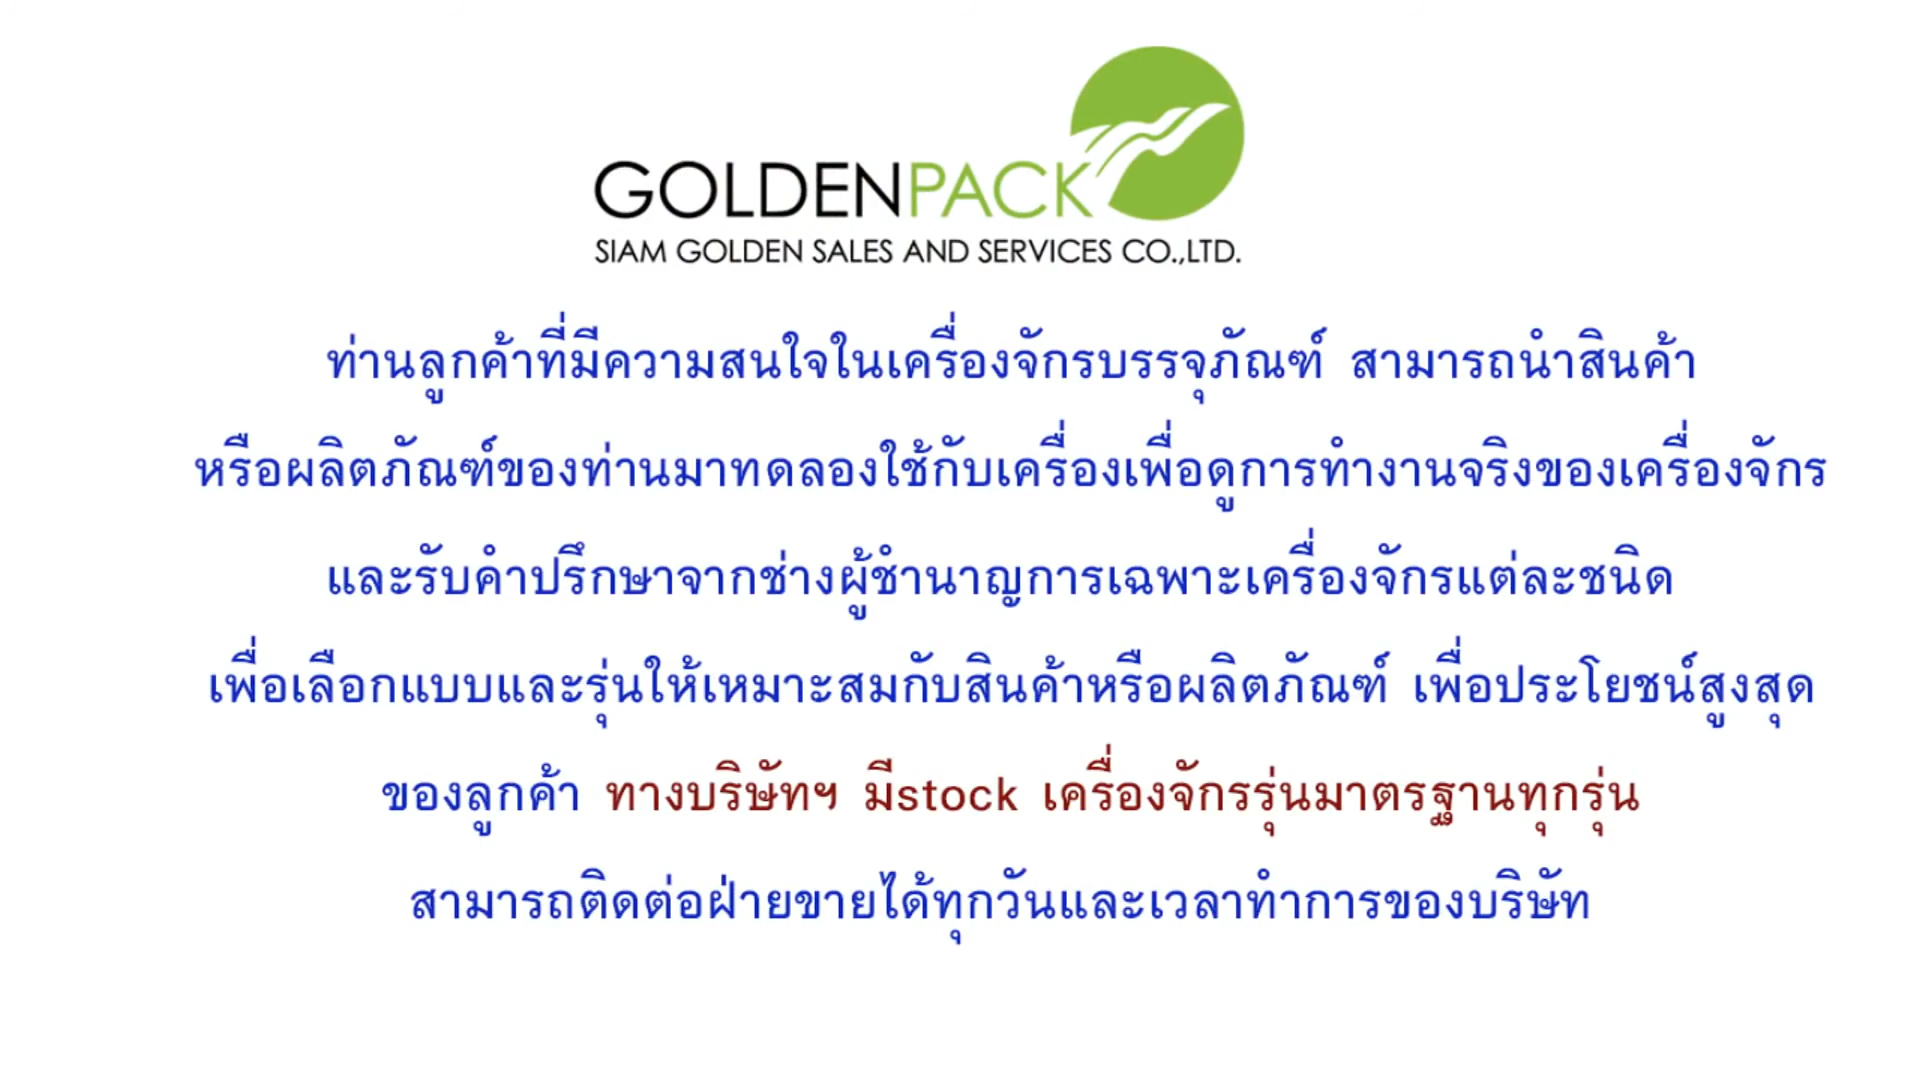 GOLDENPACK
SIAM GOLDEN SALES AND SERVICES CO.,LTD.
ท่านลูกค้าที่มีความสนใจในเครื่องจักรบรรจุภัณฑ์ สามารถนำสินค้า
หรือผลิตภัณฑ์ของท่านมาทดลองใช้กับเครื่องเพื่อดูการทำงานจริงของเครื่องจักร
และรับคำปรึกษาจากช่างผู้ชำนาญการเฉพาะเครื่องจักรแต่ละชนิด
เพื่อเลือกแบบและรุ่นให้เหมาะสมกับสินค้าหรือผลิตภัณฑ์ เพื่อประโยชน์สูงสุด
ของลูกค้า ทางบริษัทฯ มีstock เครื่องจักรรุ่นมาตรฐานทุกรุ่น
สามารถติดต่อฝ่ายขายได้ทุกวันและเวลาทำการของบริษัท